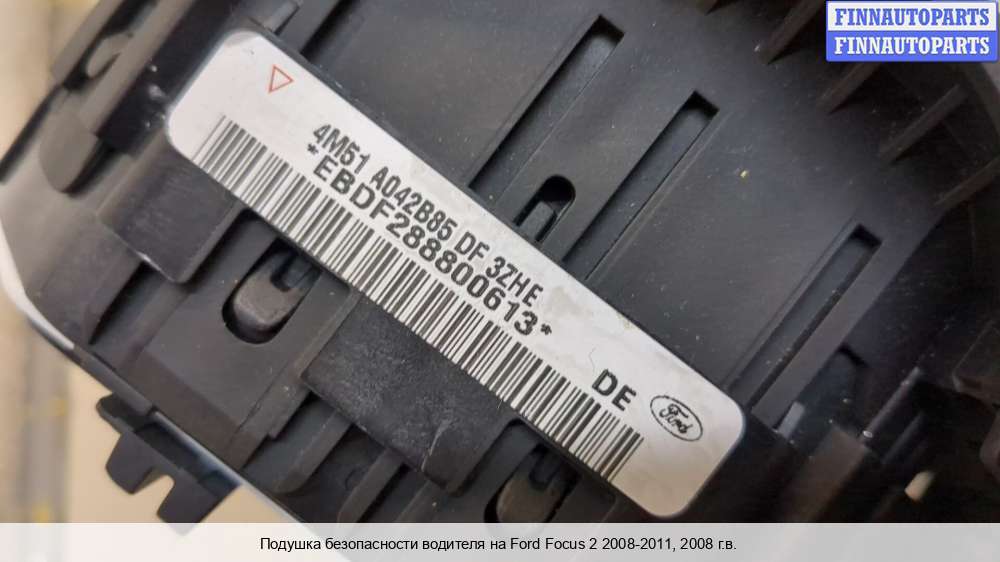 FINNAUTOPARTS
FINNAUTOPARTS
4M51 A042B85 DF 3ZHE
*EBDF288800613*
DE
Ford
Подушка безопасности водителя на Ford Focus 2 2008-2011, 2008 г.в.